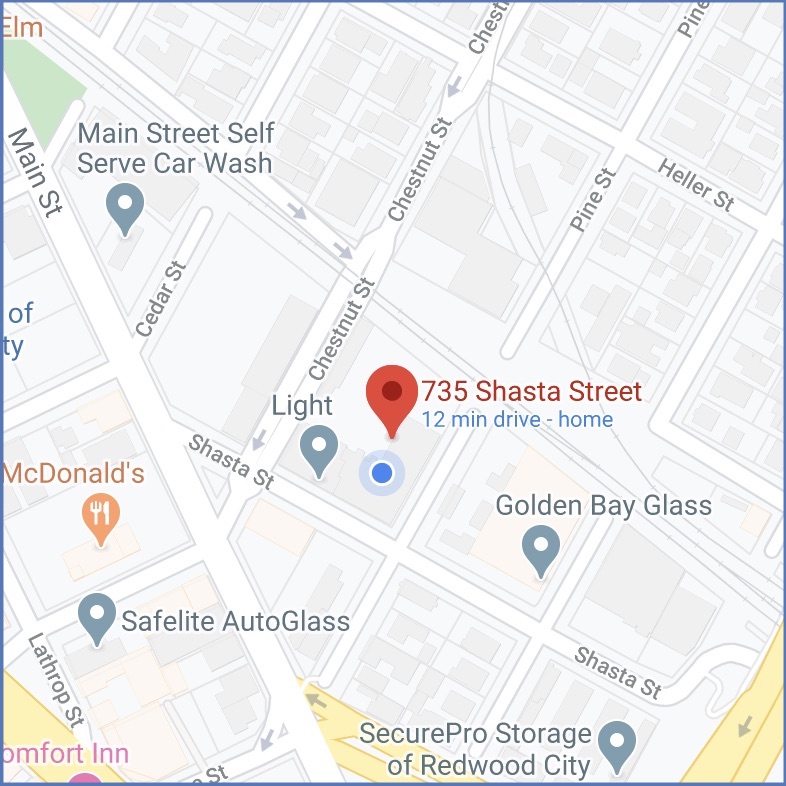 Elm
Chestn
Pine
Main Street Self
Serve Car Wash
Main St
Chestnut St
Heller St
Pine St
Cedar St
of
ty
Chestnut St
735 Shasta Street
12 min drive - home
Light
Shasta St
McDonald's
Golden Bay Glass
Safelite AutoGlass
Lathrop St
Shasta St
SecurePro Storage
of Redwood City
omfort Inn
e St